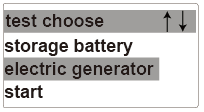 test choose ↑↓
storage battery
electric generator
start